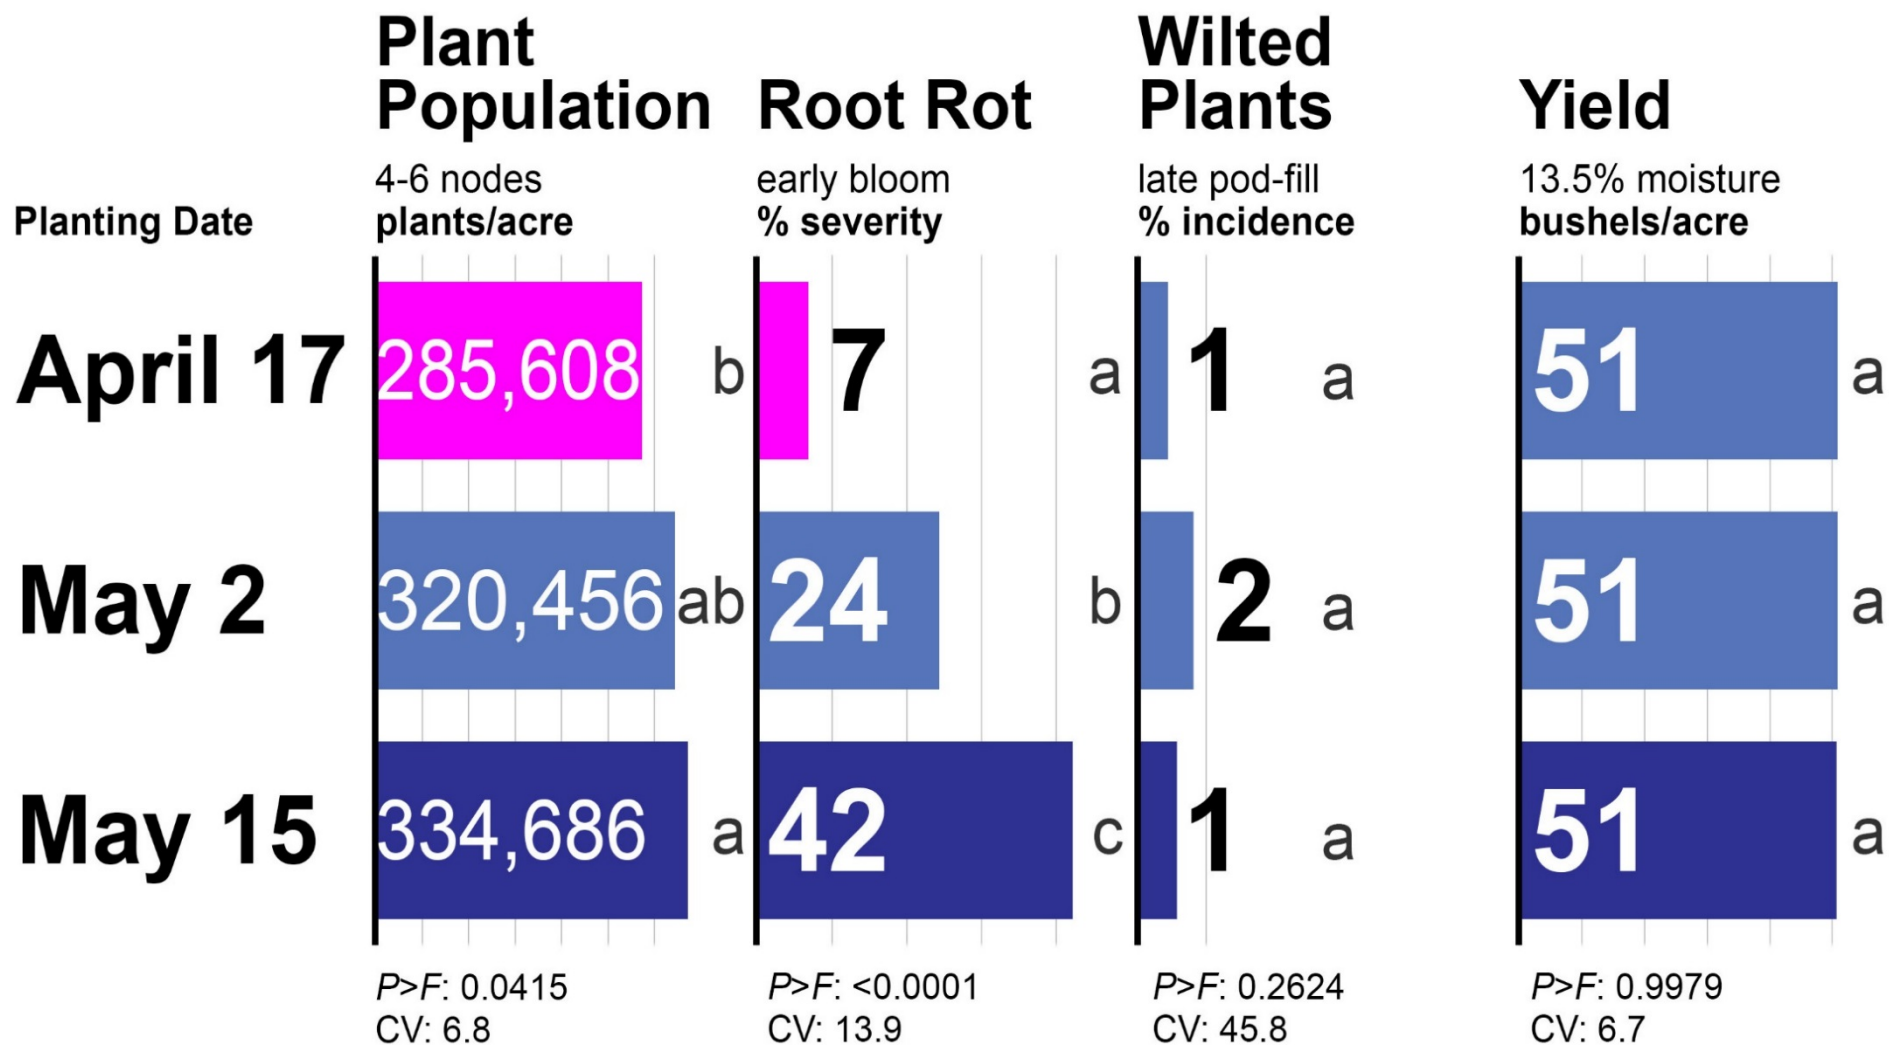 Plant
Population
Root Rot
Wilted
Plants
Yield
4-6 nodes
plants/acre
early bloom
% severity
late pod-fill
% incidence
13.5% moisture
bushels/acre
Planting Date
April 17 285,608 b 7 a 1 a 51 a
May 2 320,456 ab 24 b 2 a 51 a
May 15 334,686 a 42 c 1 a 51 a
P>F: 0.0415 P>F: <0.0001 P>F: 0.2624 P>F: 0.9979
CV: 6.8 CV: 13.9 CV: 45.8 CV: 6.7